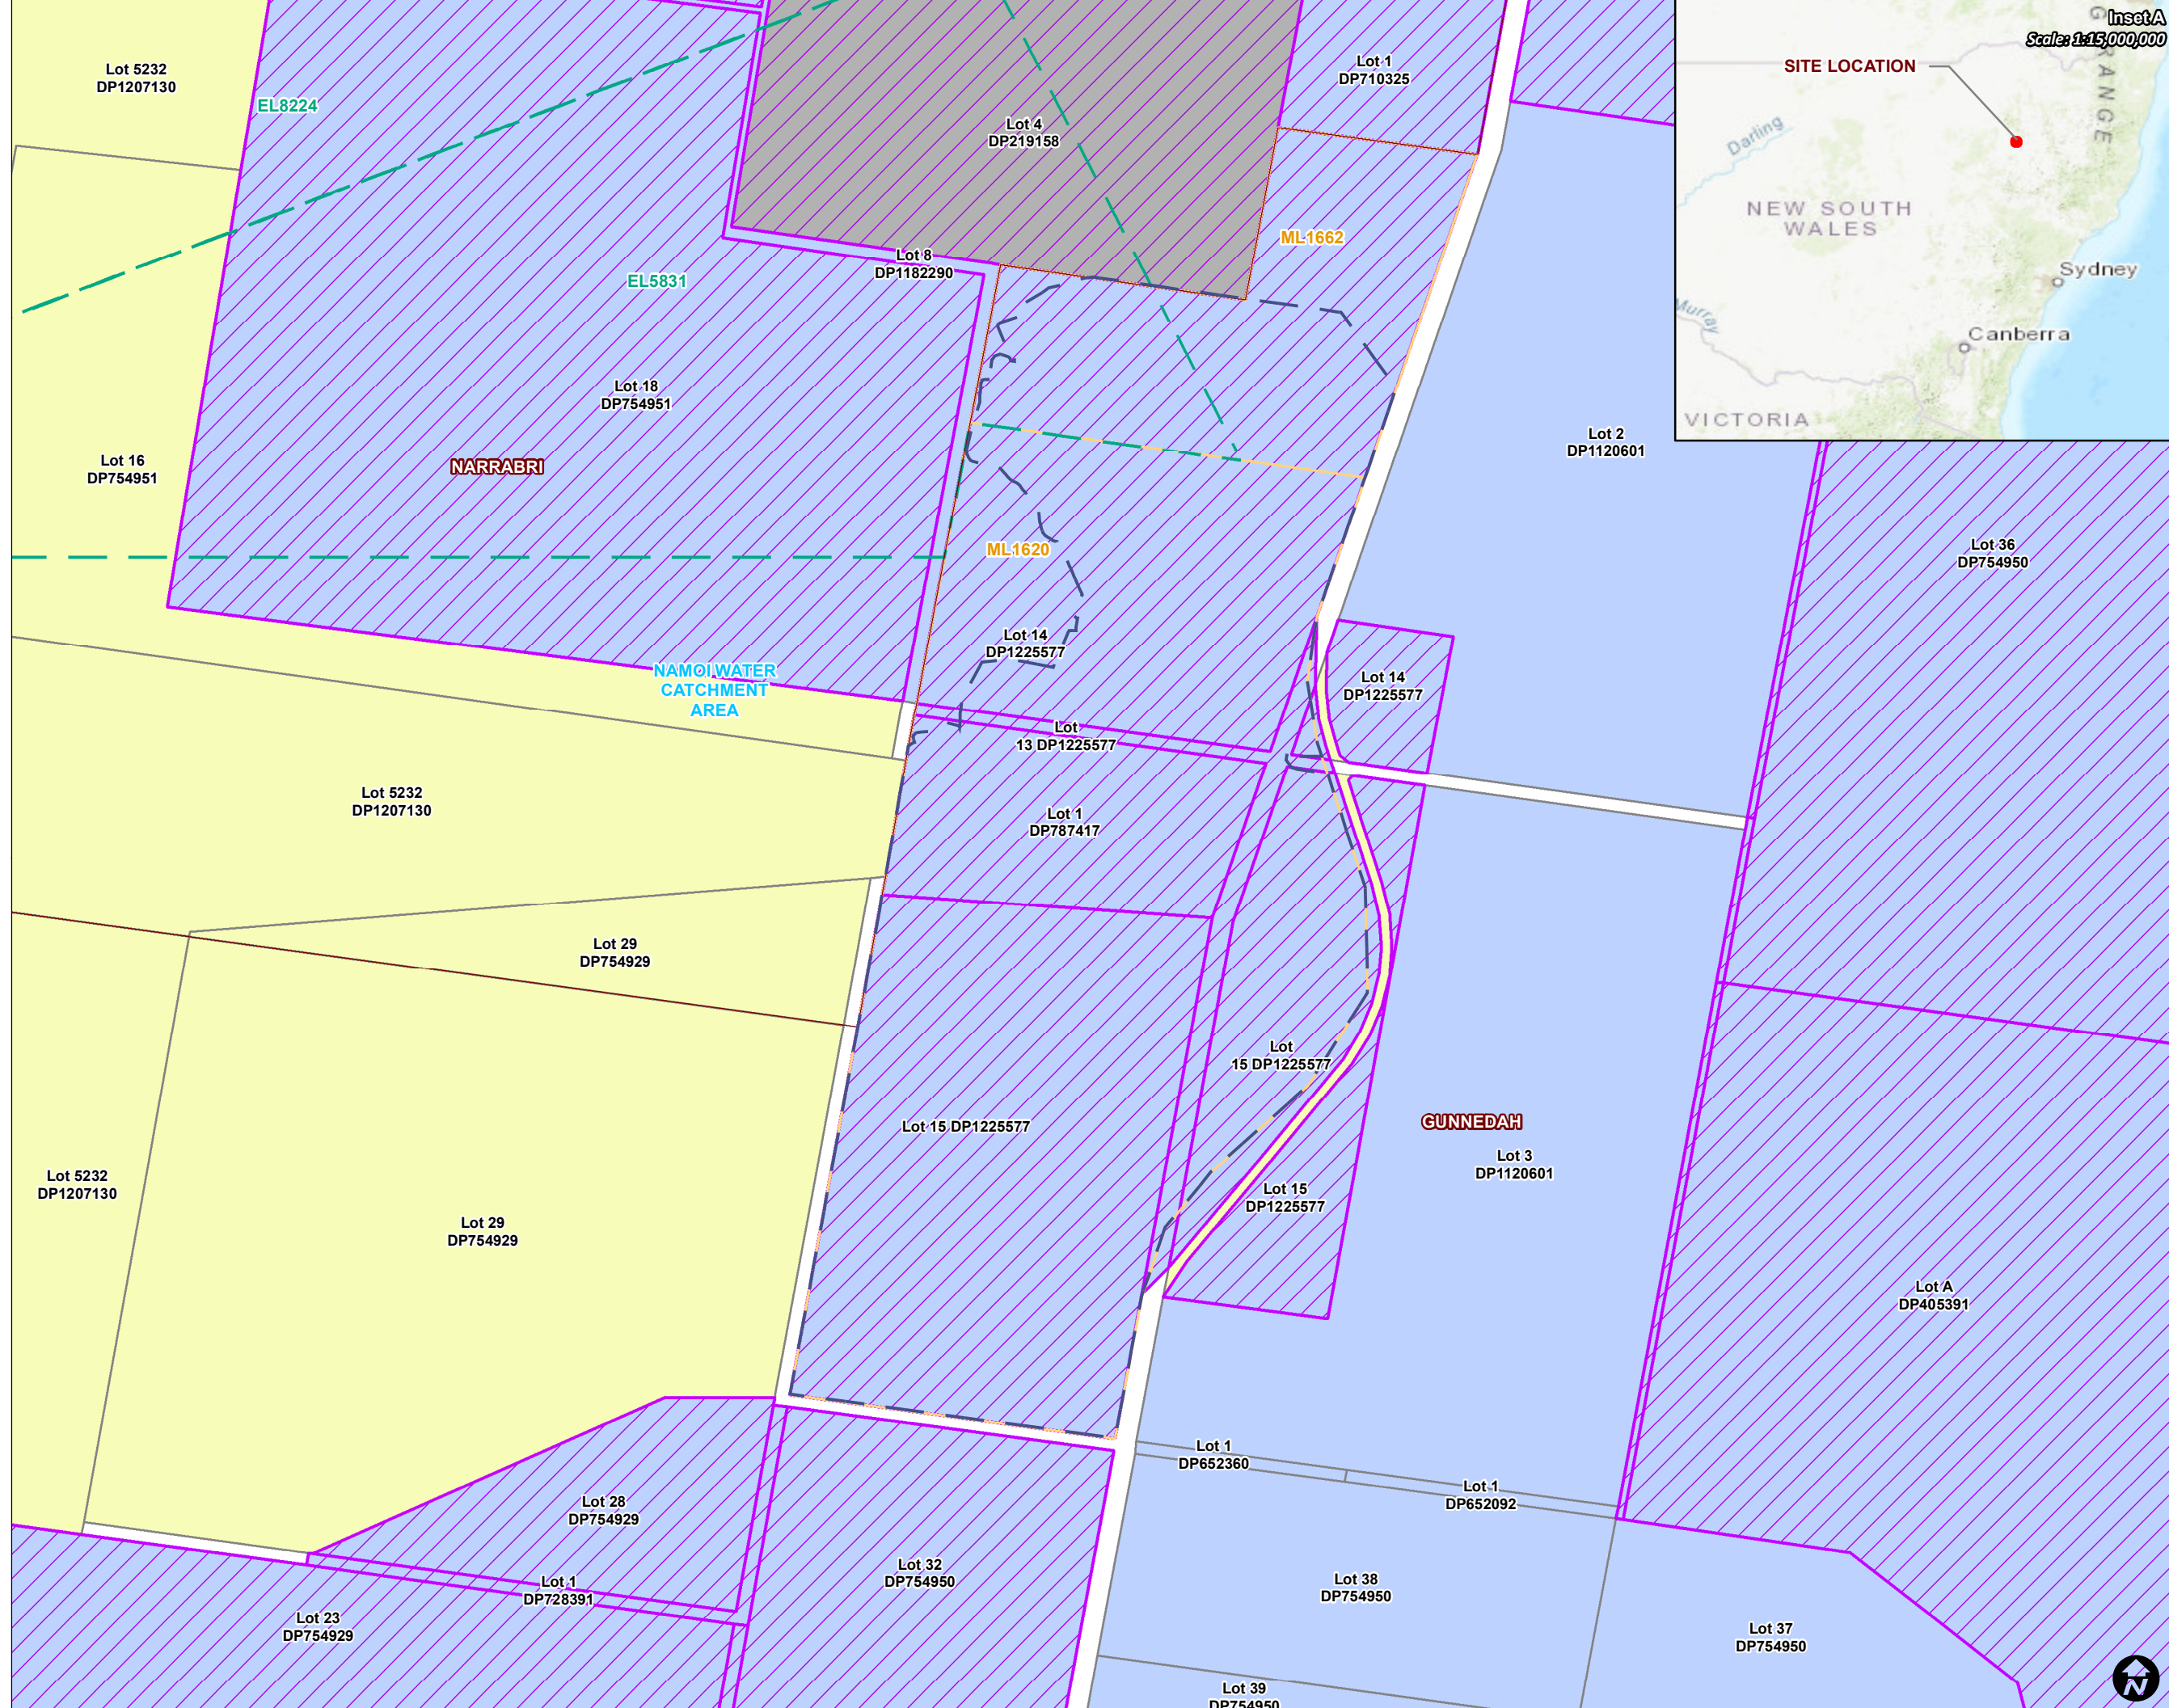 Lot 5232
DP1207130
EL8224
Lot 4
DP219158
Lot 1
DP710325
ML1662
Lot 8
DP1182290
EL5831
Lot 18
DP754951
NARRABRI
Lot 16
DP754951
ML1620
Lot 2
DP1120601
Lot 36
DP754950
Lot 14
DP1225577
Lot 14
DP1225577
NAMOI WATER
CATCHMENT
AREA
Lot
13 DP1225577
Lot 5232
DP1207130
Lot 1
DP787417
Lot 29
DP754929
Lot
15 DP1225577
Lot 15 DP1225577
GUNNEDAH
Lot 3
DP1120601
Lot 5232
DP1207130
Lot 29
DP754929
Lot 15
DP1225577
Lot A
DP405391
Lot 1
DP652360
Lot 1
DP652092
Lot 28
DP754929
Lot 32
DP754950
Lot 1
DP728391
Lot 23
DP754929
Lot 38
DP754950
Lot 37
DP754950
Lot 39
DP754950
Inset A
Scale: 1:15,000,000
SITE LOCATION
G RANGE
Darling
NEW SOUTH
WALES
Sydney
Murray
Canberra
VICTORIA
N